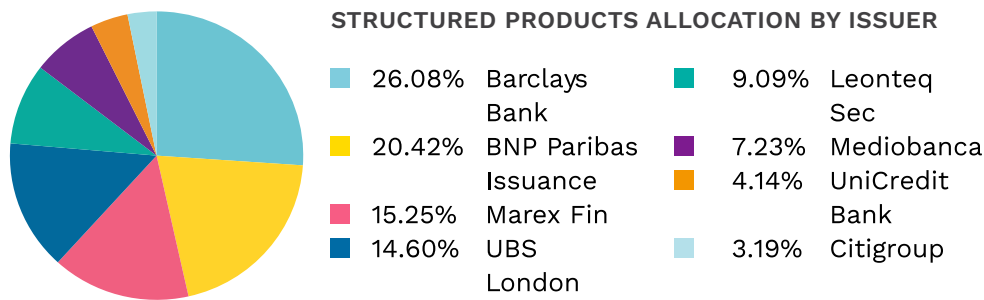 STRUCTURED PRODUCTS ALLOCATION BY ISSUER
26.08% Barclays
Bank
20.42% BNP Paribas
Issuance
15.25% Marex Fin
14.60% UBS
London
9.09% Leonteq
Sec
7.23% Mediobanca
4.14% UniCredit
Bank
3.19% Citigroup